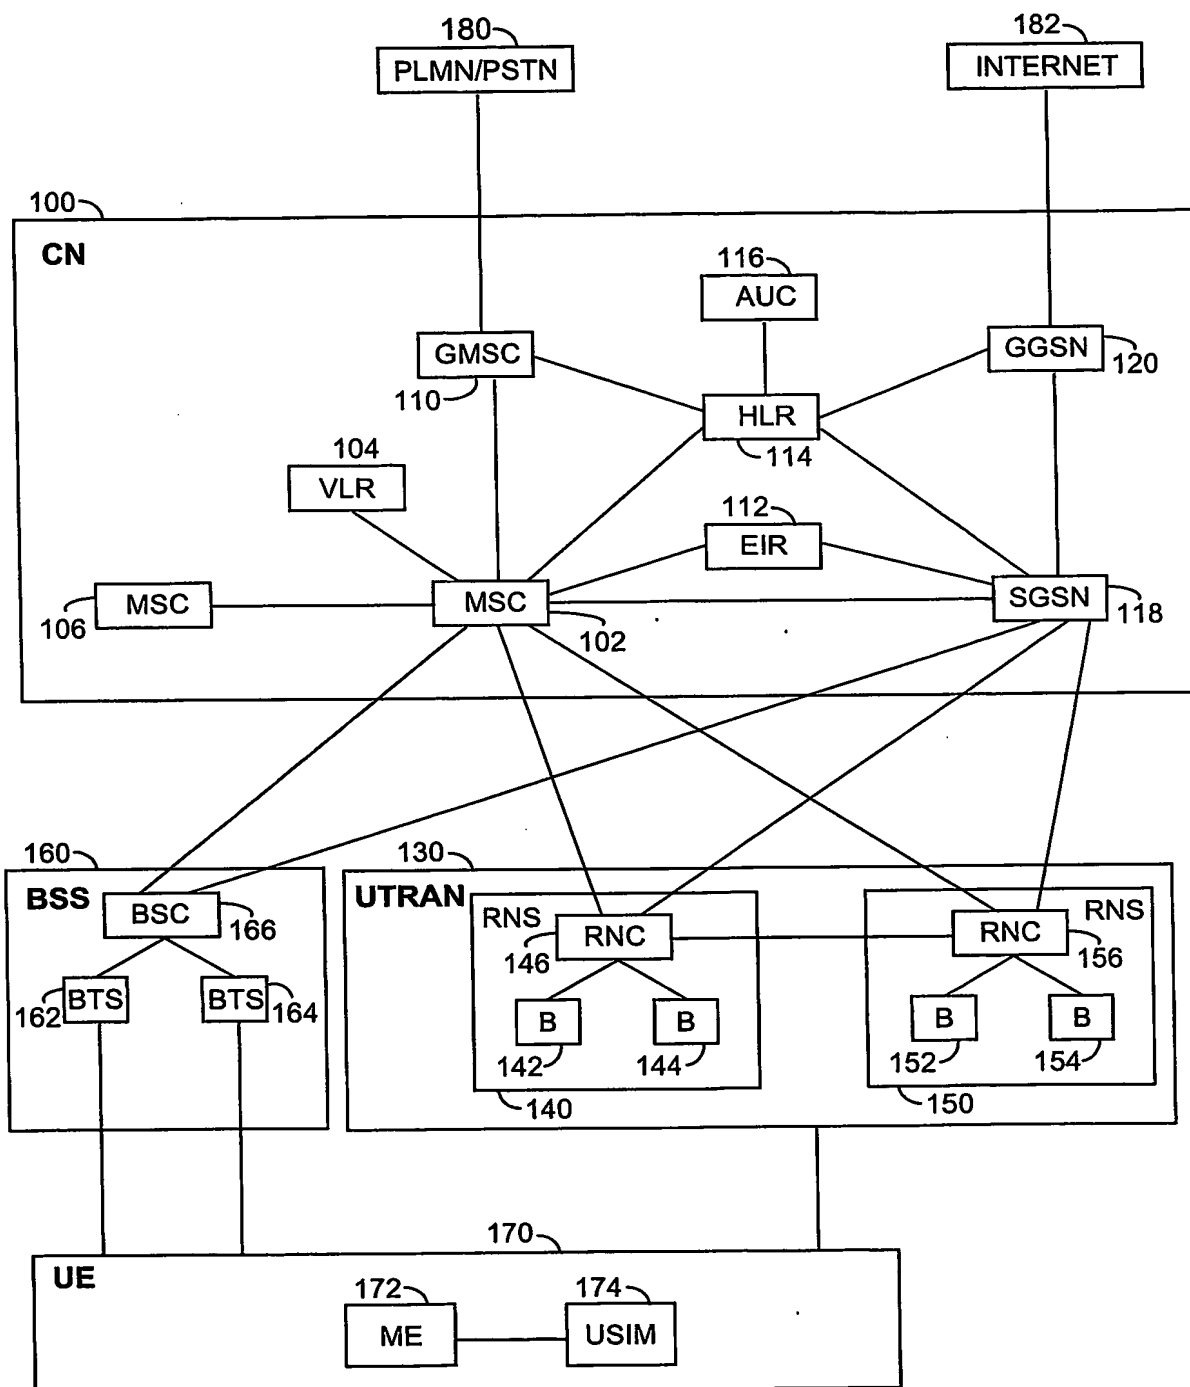 180
PLMN/PSTN
182
INTERNET
100
CN
116
AUC
GMSC
110
GGSN
120
HLR
114
104
VLR
112
EIR
MSC
106
MSC
102
SGSN
118
160
BSS
BSC
166
BTS
162
BTS
164
130
UTRAN
RNS
RNC
146
B
142
B
144
140
RNS
RNC
156
B
152
B
154
150
170
UE
172
ME
174
USIM